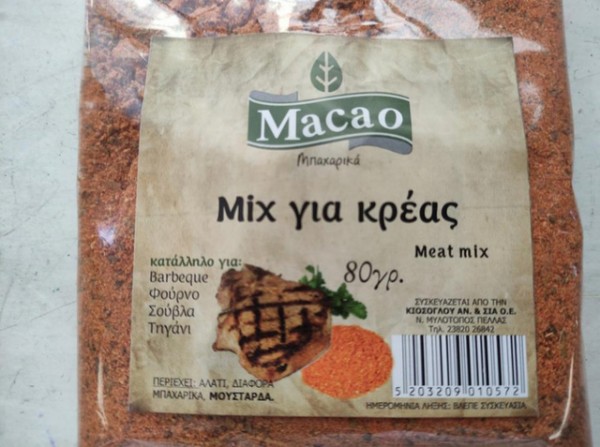 Macao
Μπαχαρικά
Mix για κρέας
Meat mix
80γρ.
κατάλληλο για:
Barbeque
Φούρνο
Σούβλα
Τηγάνι
ΣΥΣΚΕΥΑΖΕΤΑΙ ΑΠΟ ΤΗΝ
ΚΙΟΣΟΓΛΟΥ ΑΝ. & ΣΙΑ Ο.Ε.
Ν. ΜΥΛΟΤΟΠΟΣ ΠΕΛΛΑΣ
Τηλ. 23820 26842
ΠΕΡΙΕΧΕΙ: ΑΛΑΤΙ, ΔΙΑΦΟΡΑ
ΜΠΑΧΑΡΙΚΑ, ΜΟΥΣΤΑΡΔΑ.
5 203209 010572
ΗΜΕΡΟΜΗΝΙΑ ΛΗΞΗΣ: ΒΛΕΠΕ ΣΥΣΚΕΥΑΣΙΑ